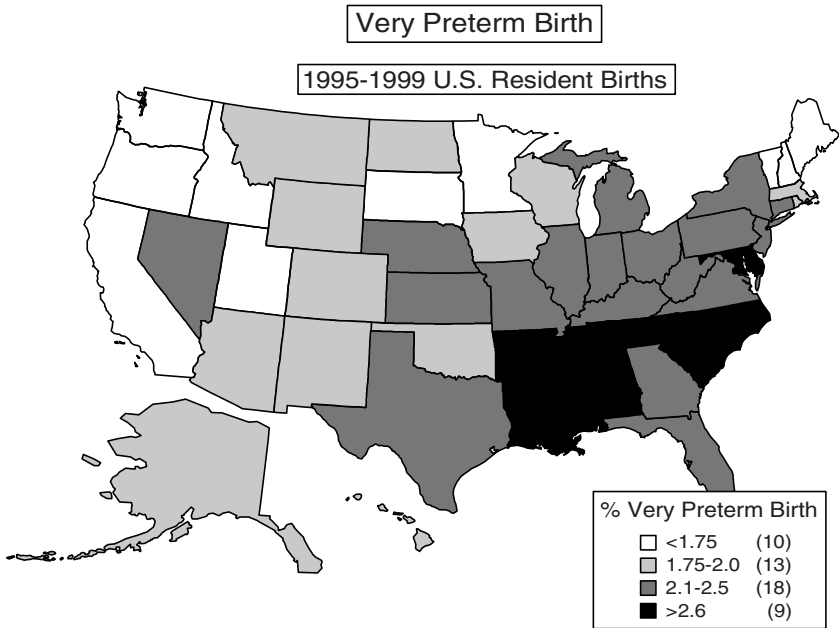 Very Preterm Birth
1995-1999 U.S. Resident Births
% Very Preterm Birth
<1.75 (10)
1.75-2.0 (13)
2.1-2.5 (18)
>2.6 (9)